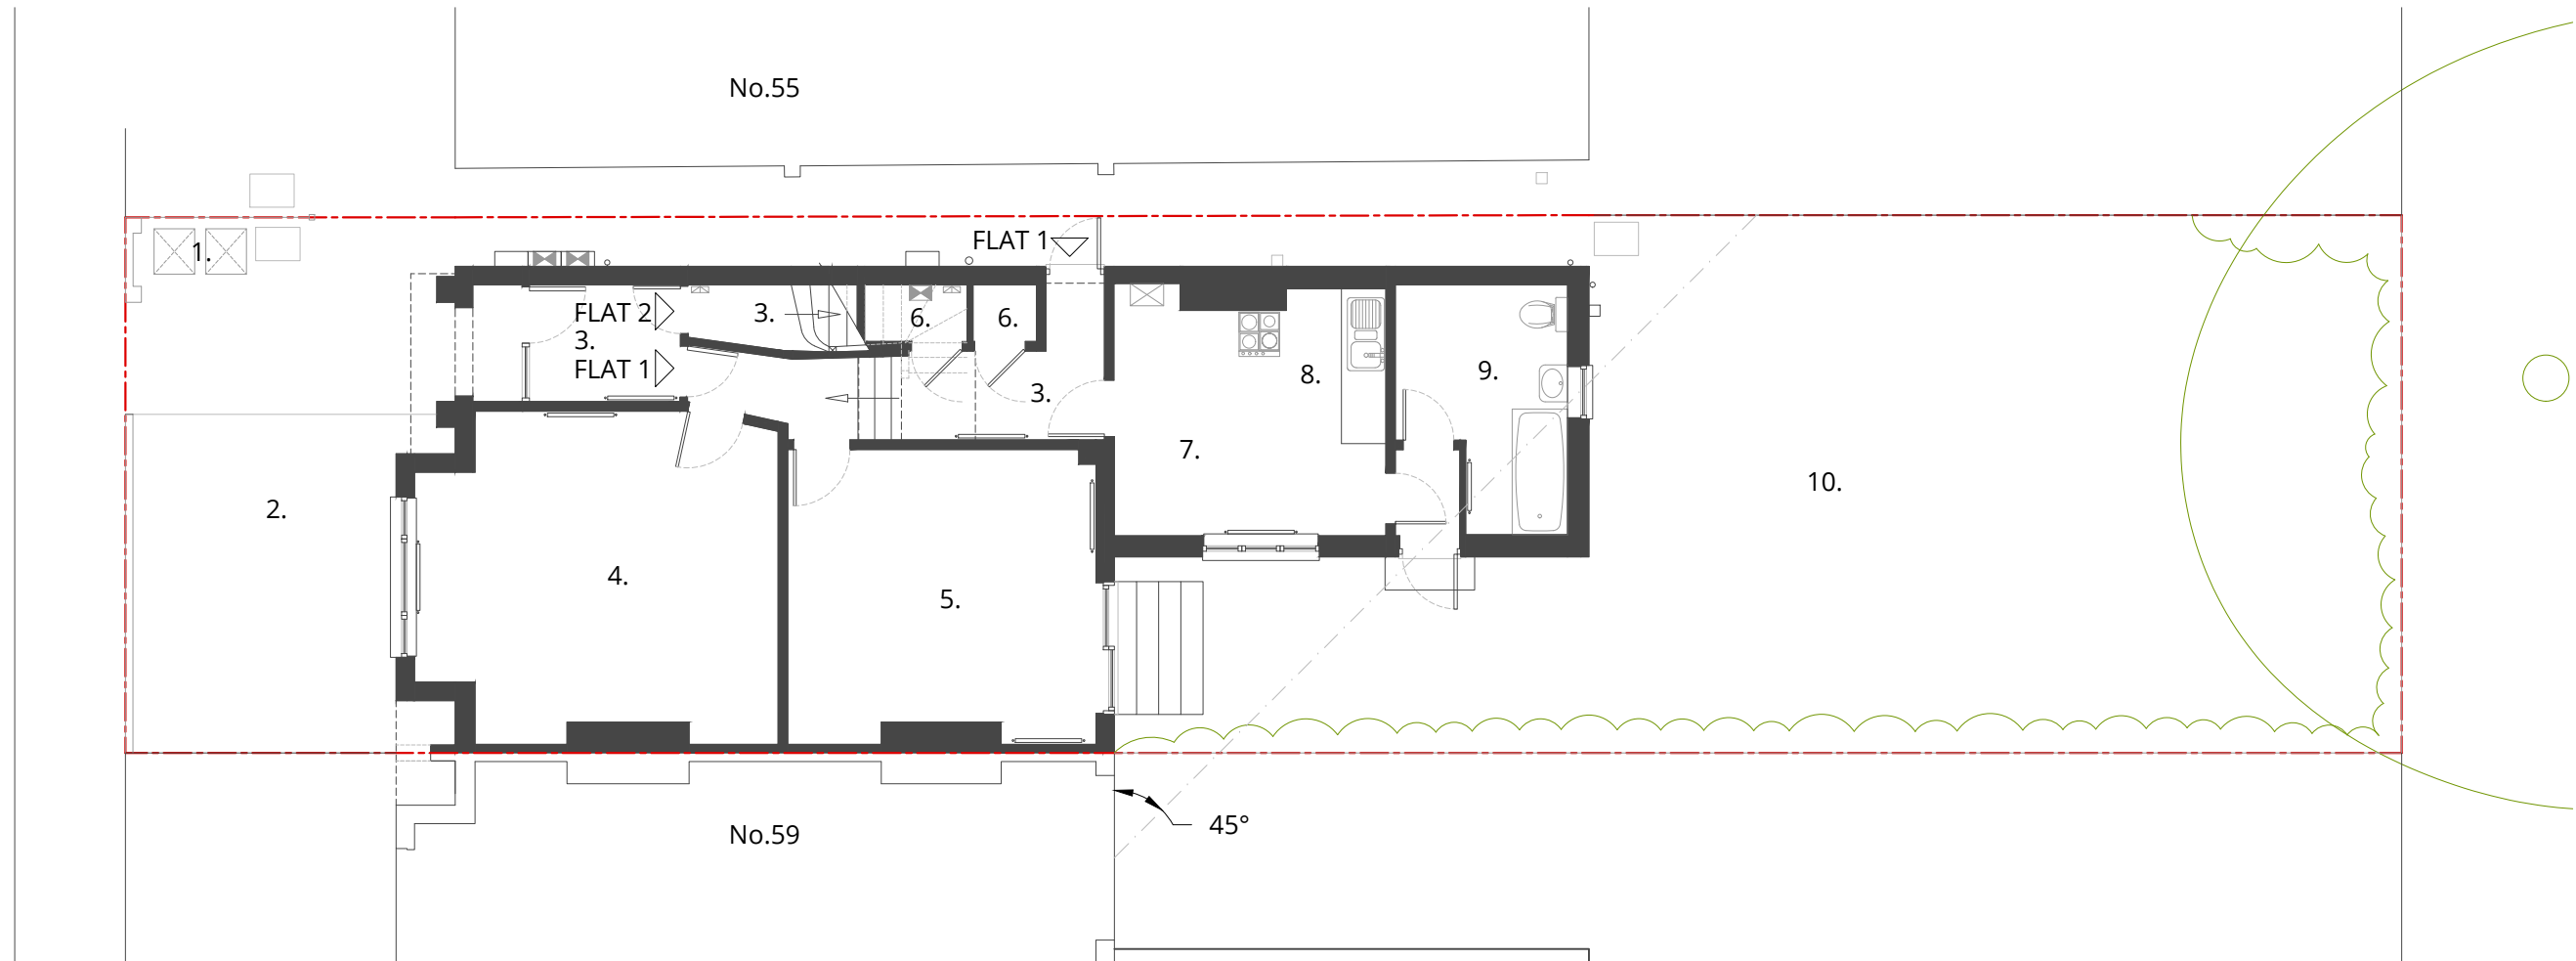 No.55
FLAT 1
1.
FLAT 2
3.
3.
6.
6.
FLAT 1
3.
8.
9.
7.
10.
2.
4.
5.
45°
No.59